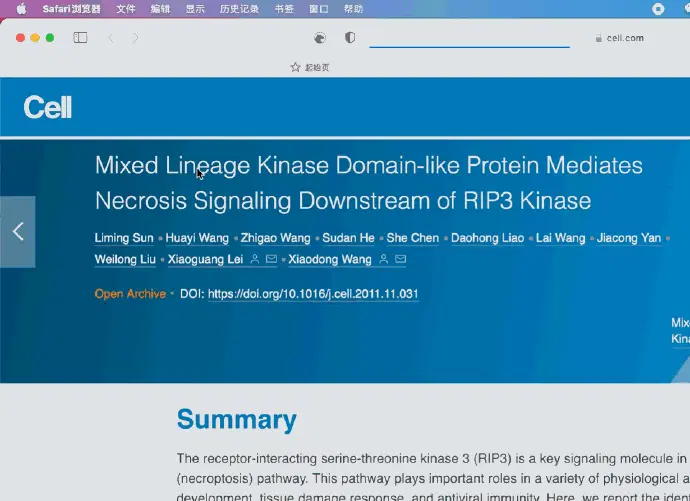 Safari浏览器 文件 编辑 显示 历史记录 书签 窗口 帮助
cell.com
起始页
Cell
Mixed Lineage Kinase Domain-like Protein Mediates
Necrosis Signaling Downstream of RIP3 Kinase
Liming Sun • Huayi Wang • Zhigao Wang • Sudan He • She Chen • Daohong Liao • Lai Wang • Jiacong Yan •
Weilong Liu • Xiaoguang Lei • Xiaodong Wang
Open Archive • DOI: https://doi.org/10.1016/j.cell.2011.11.031
Mix
Kina
Summary
The receptor-interacting serine-threonine kinase 3 (RIP3) is a key signaling molecule in
(necroptosis) pathway. This pathway plays important roles in a variety of physiological a
development, tissue damage response, and antiviral immunity. Here, we report the ident